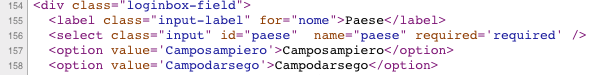 154 <div class="loginbox-field">
155 <label class="input-label" for="nome">Paese</label>
156 <select class="input" id="paese"  name="paese" required='required' />
157 <option value='Camposampiero'>Camposampiero</option>
158 <option value='Campodarsego'>Campodarsego</option>